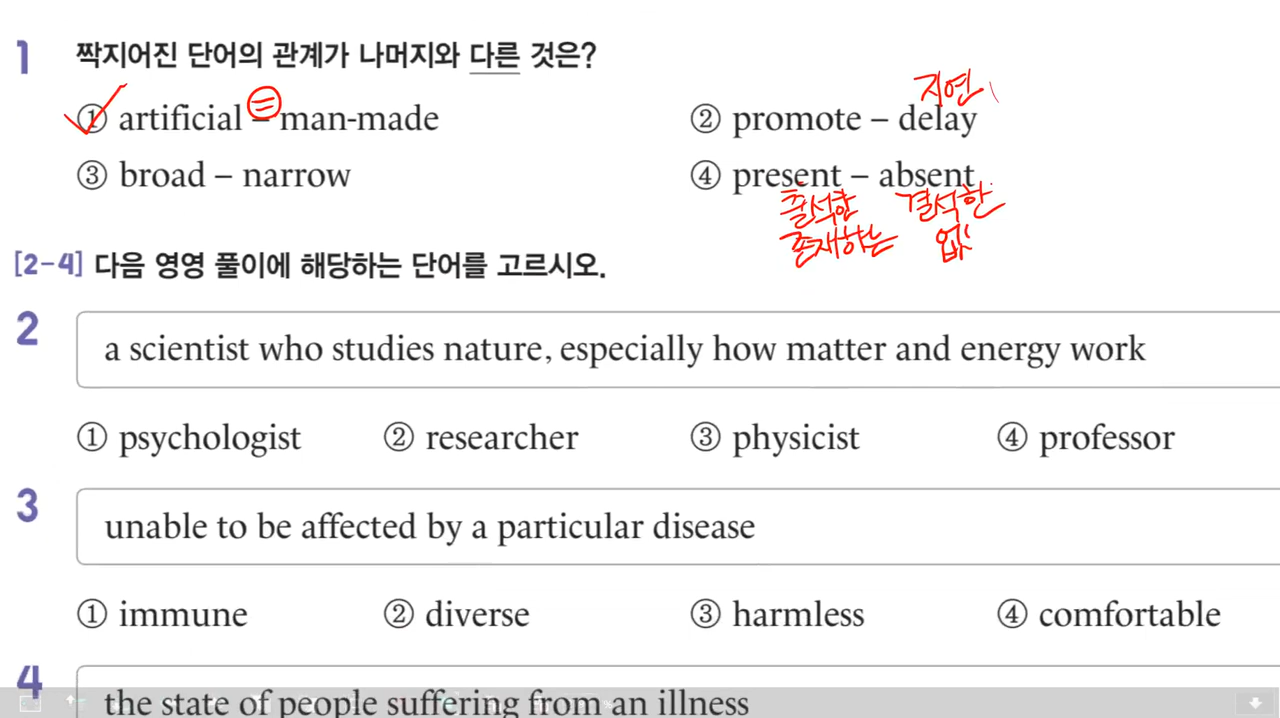 1 짝지어진 단어의 관계가 나머지와 다른 것은?
지연
① artificial = man-made ② promote – delay
③ broad – narrow ④ present – absent
출석한 결석한
존재하는 없
[2-4] 다음 영영 풀이에 해당하는 단어를 고르시오.
2 a scientist who studies nature, especially how matter and energy work
① psychologist ② researcher ③ physicist ④ professor
3 unable to be affected by a particular disease
① immune ② diverse ③ harmless ④ comfortable
4 the state of people suffering from an illness